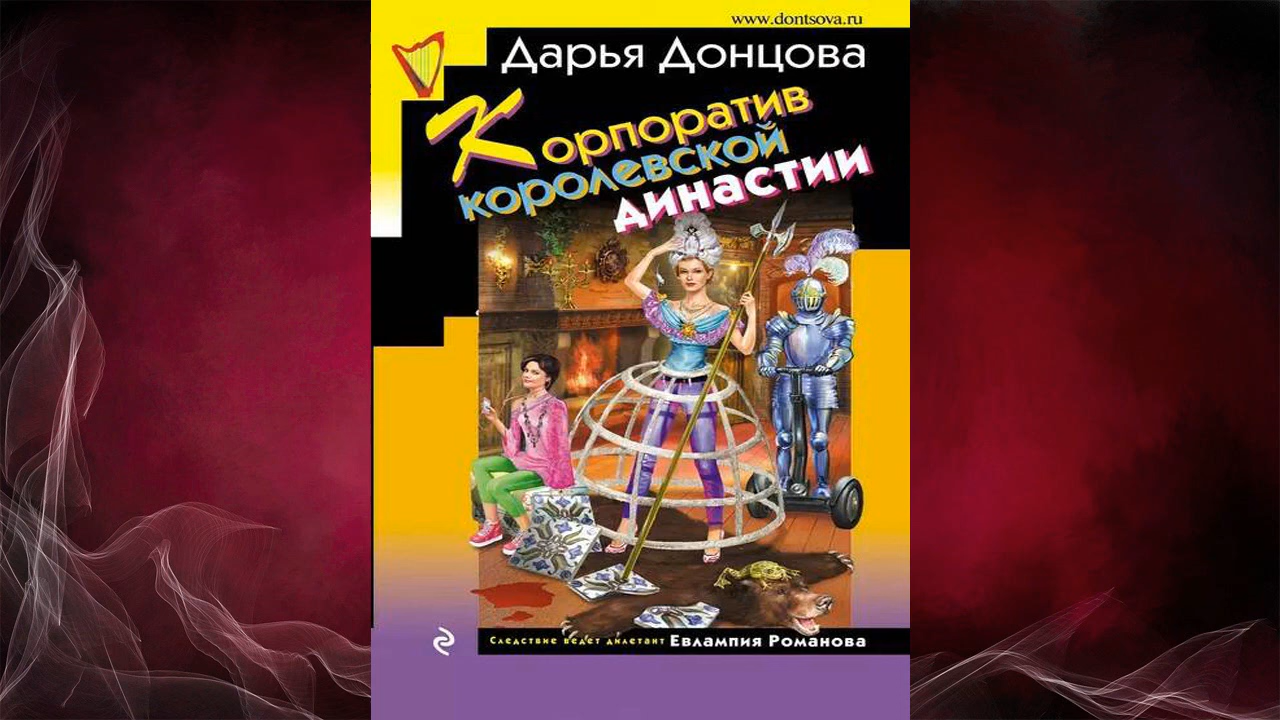 www.dontsova.ru
Дарья Донцова
Корпоратив
королевской
династии
Следствие ведет дилетант Евлампия Романова